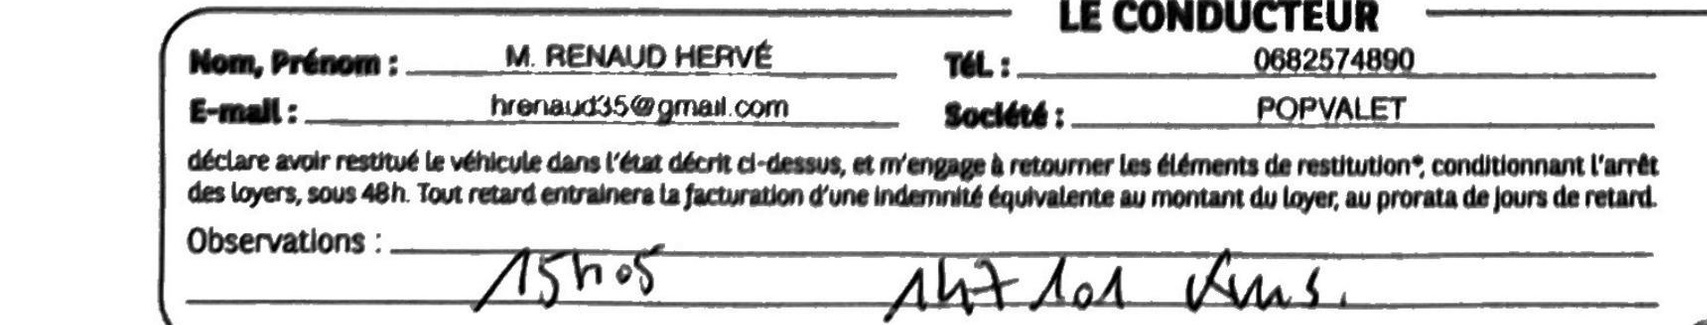 LE CONDUCTEUR
Nom, Prénom : M. RENAUD HERVÉ Tél. : 0682574890
E-mail : hrenaud35@gmail.com Société : POPVALET
déclare avoir restitué le véhicule dans l'état décrit ci-dessus, et m'engage à retourner les éléments de restitution*, conditionnant l'arrêt
des loyers, sous 48h. Tout retard entrainera la facturation d'une indemnité équivalente au montant du loyer, au prorata de jours de retard.
Observations :
15h05 147 101 Kms.